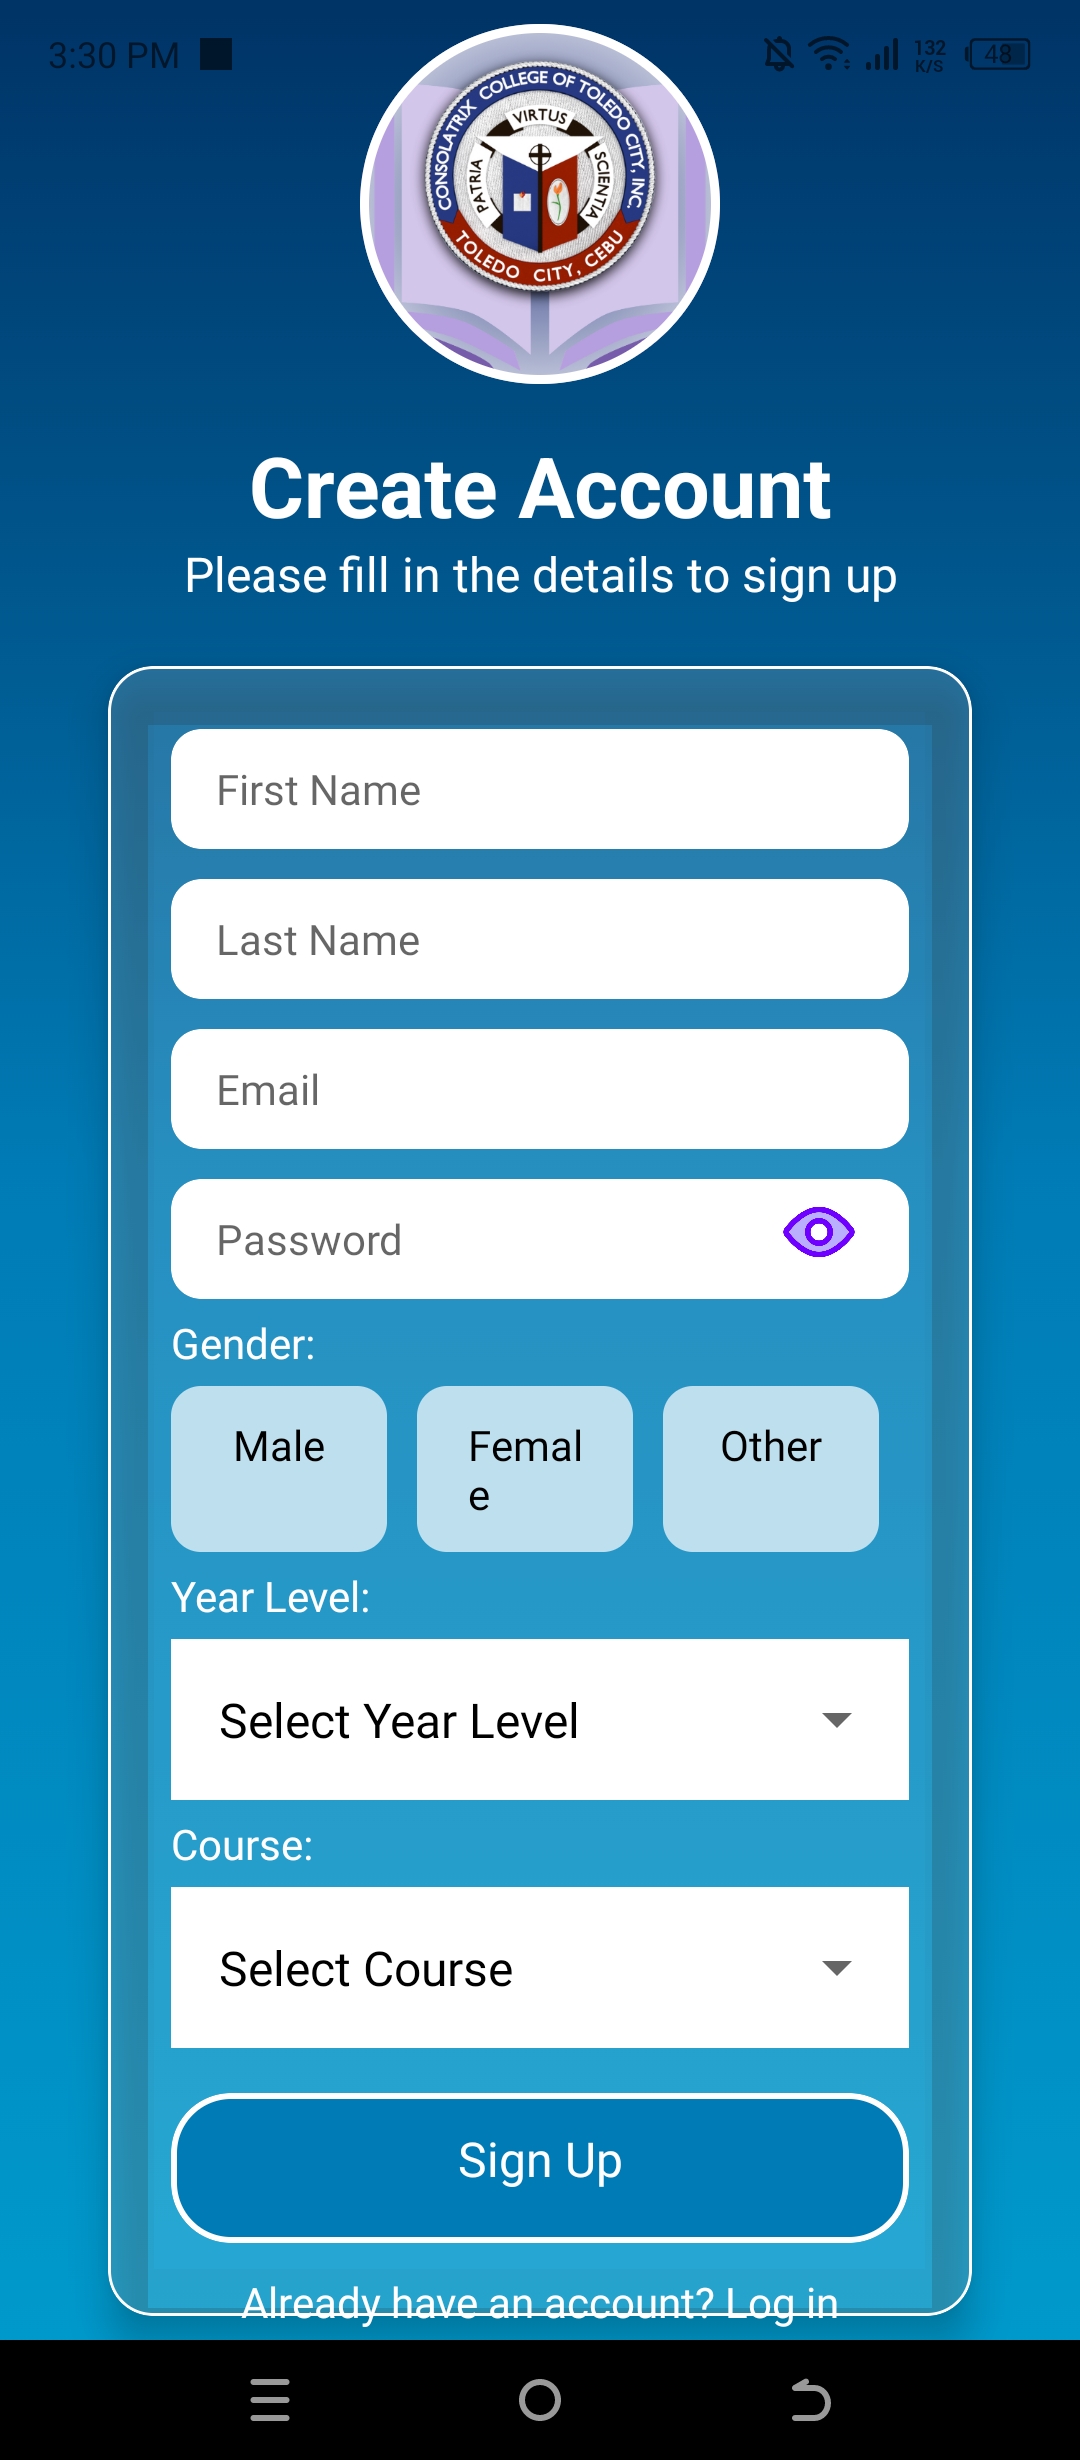 3:30 PM
132
K/S
48
CONSOLATRIX COLLEGE OF TOLEDO CITY, INC.
VIRTUS
PATRIA
SCIENTIA
TOLEDO CITY, CEBU
Create Account
Please fill in the details to sign up
First Name
Last Name
Email
Password
Gender:
Male
Femal
e
Other
Year Level:
Select Year Level
Course:
Select Course
Sign Up
Already have an account? Log in